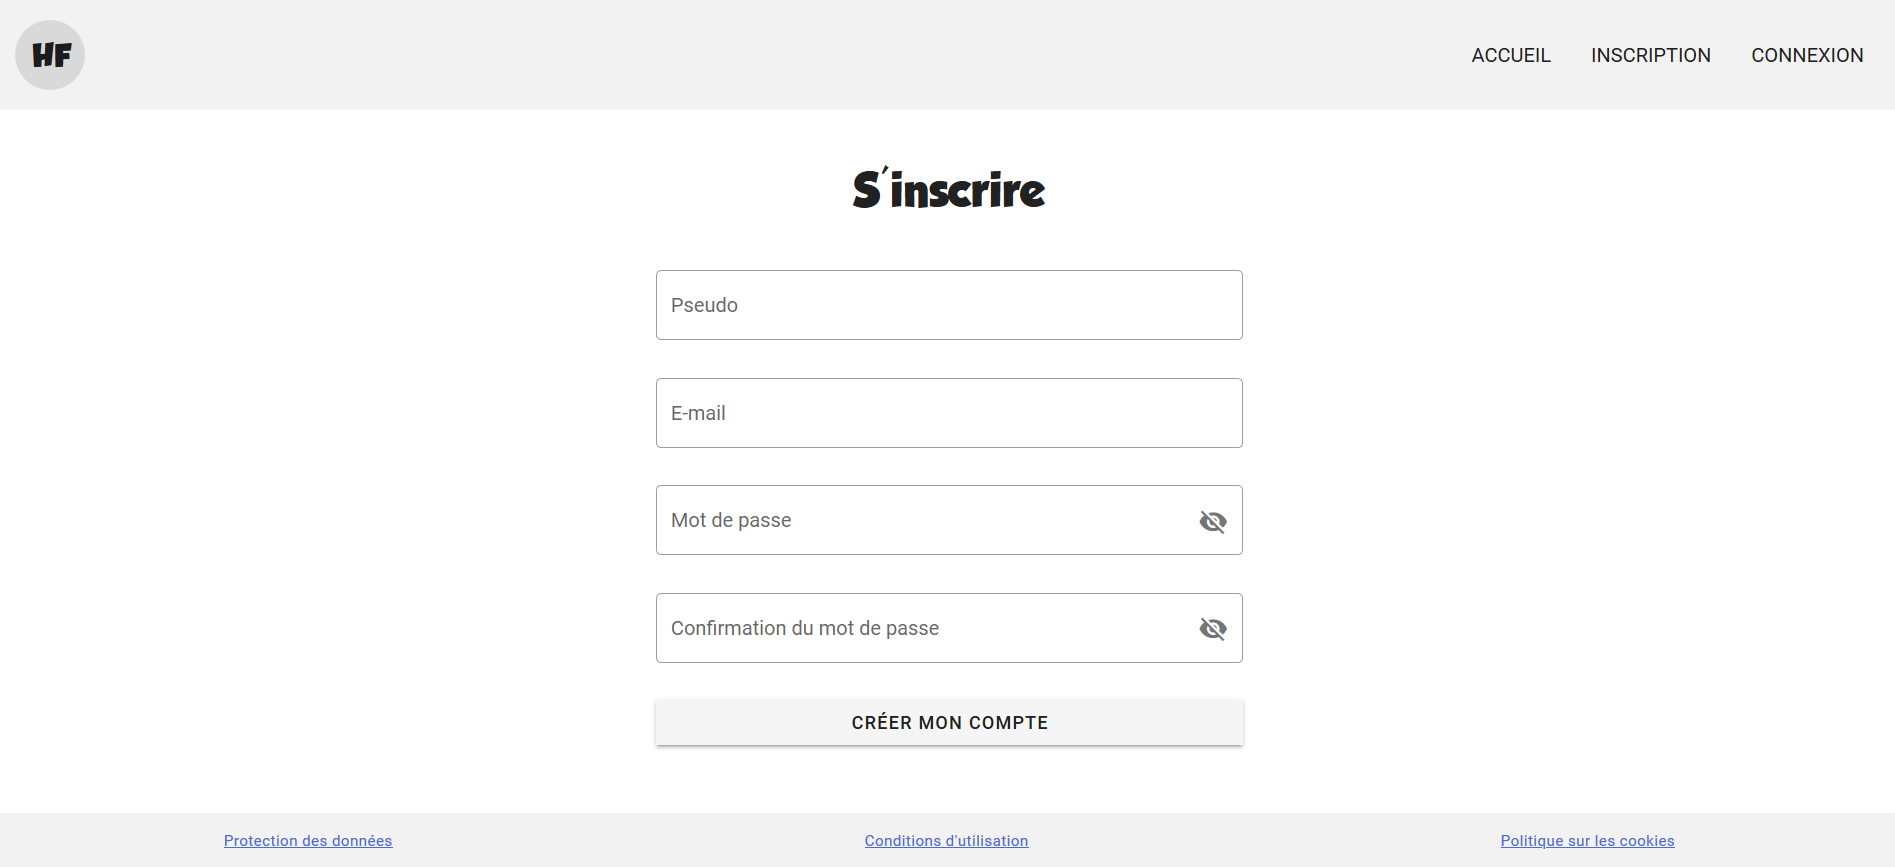 HF
ACCUEIL INSCRIPTION CONNEXION
S'inscrire
Pseudo
E-mail
Mot de passe
Confirmation du mot de passe
CRÉER MON COMPTE
Protection des données Conditions d'utilisation Politique sur les cookies